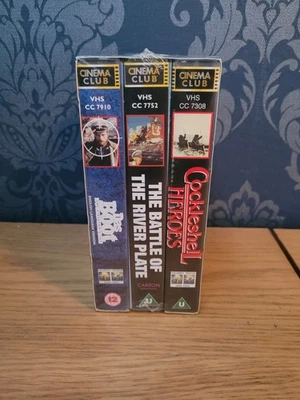 CINEMA
CLUB
VHS
CC 7910
Das
Boot
12
CINEMA
CLUB
VHS
CC 7752
THE BATTLE OF
THE RIVER PLATE
CARLTON
U
CINEMA
CLUB
VHS
CC 7308
Cockleshell
HEROES
U